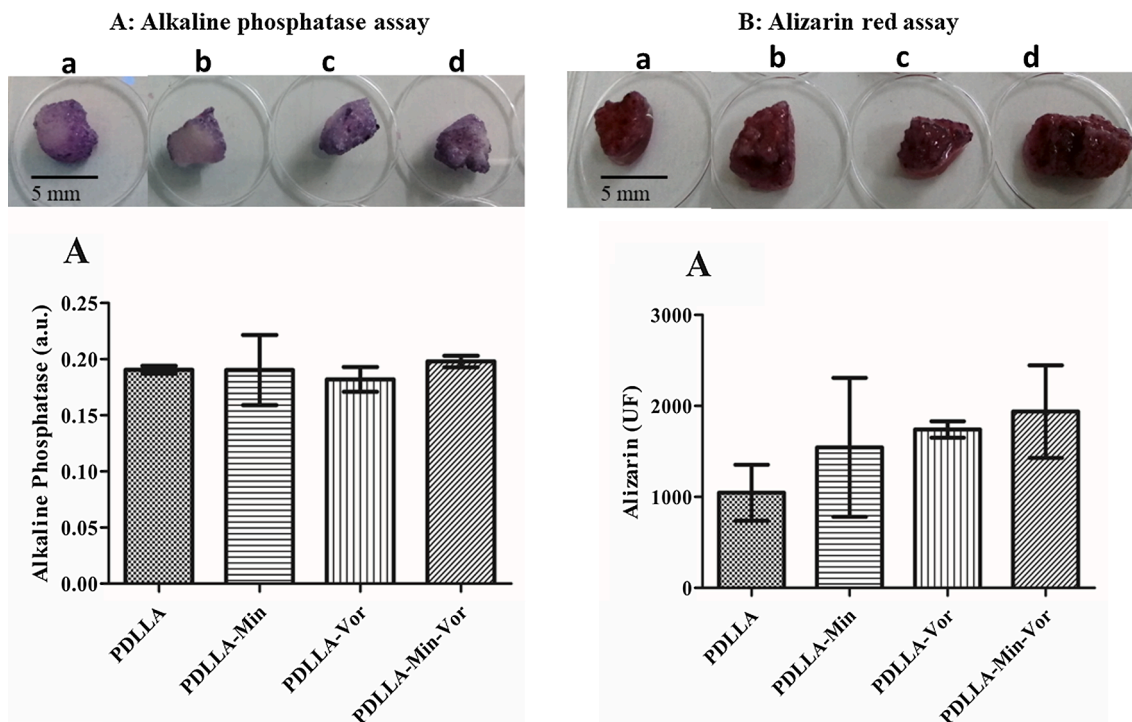 A: Alkaline phosphatase assay
a b c d
5 mm
A
Alkaline Phosphatase (a.u.)
0.25
0.20
0.15
0.10
0.05
0.00
PDLLA
PDLLA-Min
PDLLA-Vor
PDLLA-Min-Vor
B: Alizarin red assay
a b c d
5 mm
A
Alizarin (UF)
3000
2000
1000
0
PDLLA
PDLLA-Min
PDLLA-Vor
PDLLA-Min-Vor